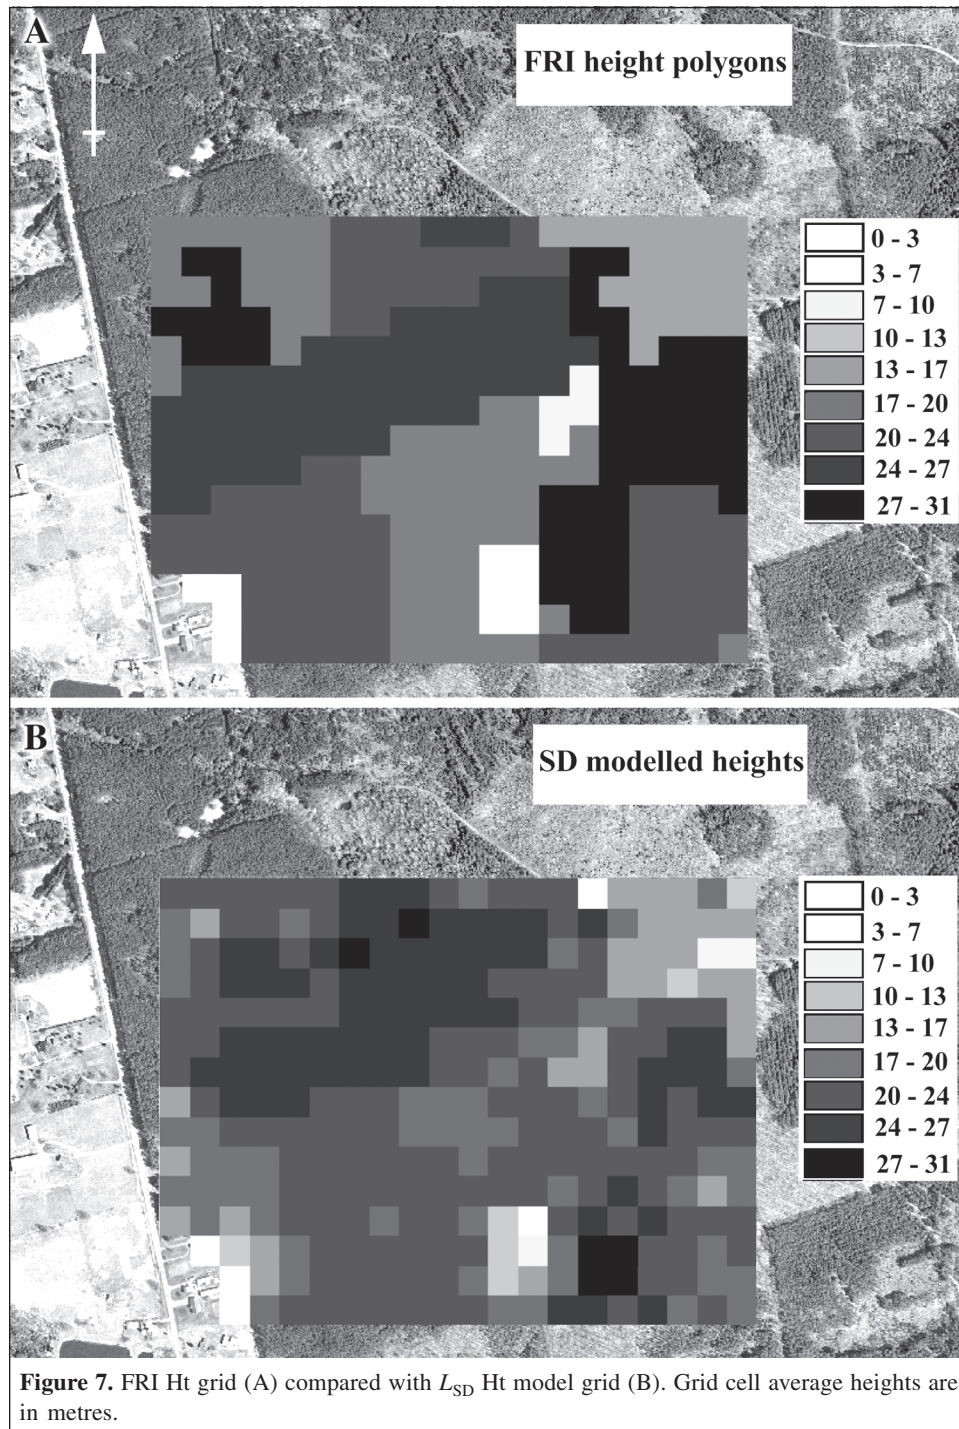 A
FRI height polygons
0 - 3
3 - 7
7 - 10
10 - 13
13 - 17
17 - 20
20 - 24
24 - 27
27 - 31
B
SD modelled heights
0 - 3
3 - 7
7 - 10
10 - 13
13 - 17
17 - 20
20 - 24
24 - 27
27 - 31
Figure 7. FRI Ht grid (A) compared with LSD Ht model grid (B). Grid cell average heights are
in metres.